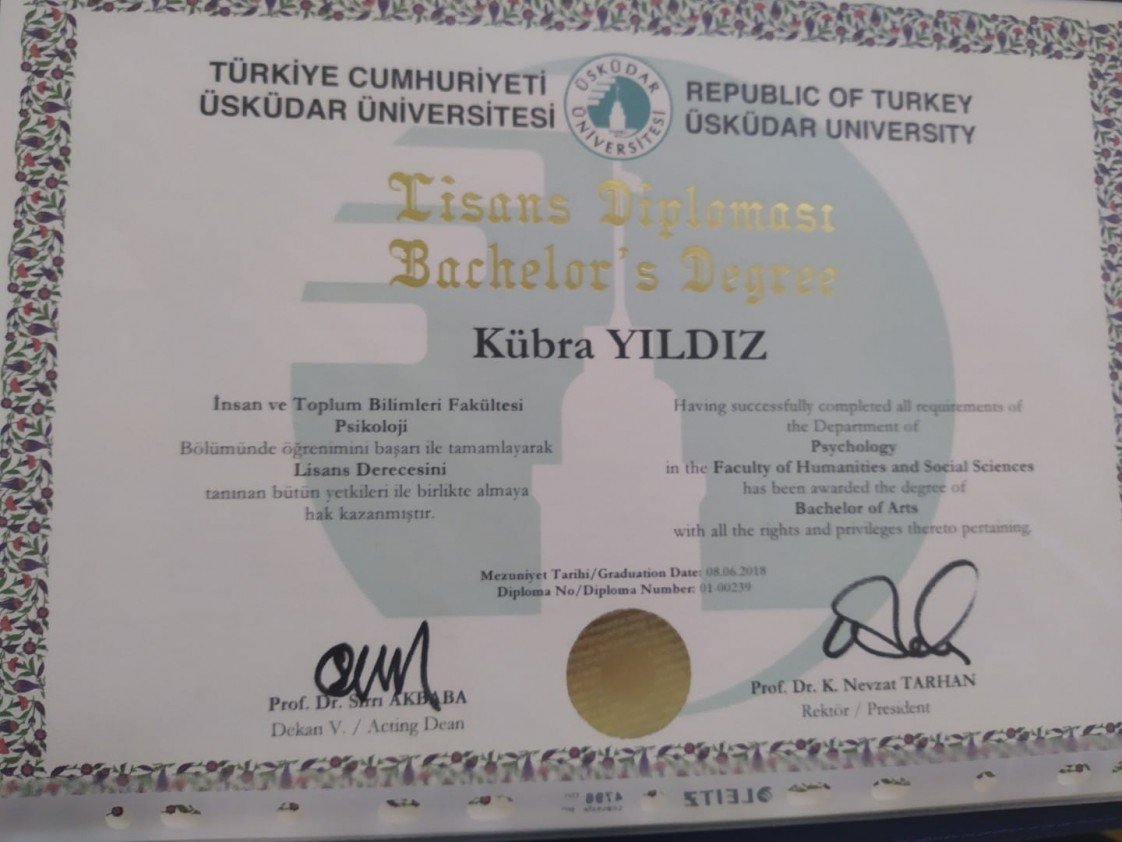 TÜRKİYE CUMHURİYETİ
ÜSKÜDAR ÜNİVERSİTESİ
ÜSKÜDAR ÜNİVERSİTESİ
REPUBLIC OF TURKEY
ÜSKÜDAR UNIVERSITY
Lisans Diploması
Bachelor's Degree
Kübra YILDIZ
İnsan ve Toplum Bilimleri Fakültesi
Psikoloji
Bölümünde öğrenimini başarı ile tamamlayarak
Lisans Derecesini
tanınan bütün yetkileri ile birlikte almaya
hak kazanmıştır.
Having successfully completed all requirements of
the Department of
Psychology
in the Faculty of Humanities and Social Sciences
has been awarded the degree of
Bachelor of Arts
with all the rights and privileges thereto pertaining.
Mezuniyet Tarihi/Graduation Date: 08.06.2018
Diploma No/Diploma Number: 01-00239
Prof. Dr. Sırrı AKBABA
Dekan V. / Acting Dean
Prof. Dr. K. Nevzat TARHAN
Rektör / President
LEITZ